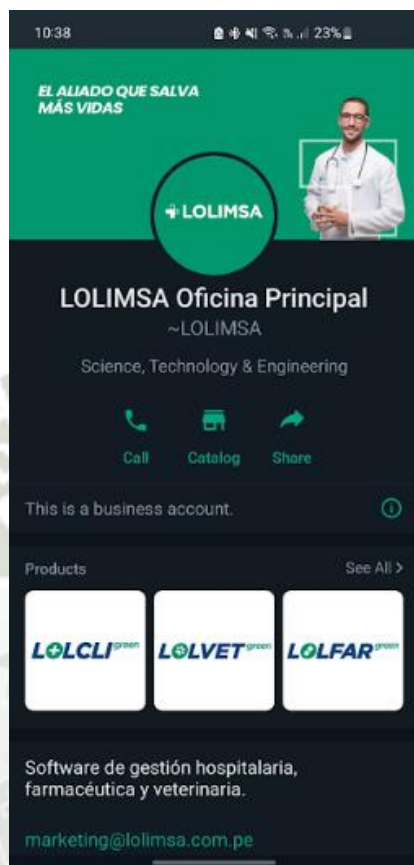 10:38
23%
EL ALIADO QUE SALVA
MÁS VIDAS
LOLIMSA
LOLIMSA Oficina Principal
~LOLIMSA
Science, Technology & Engineering
Call Catalog Share
This is a business account.
Products See All >
LOLCLI green LOLVET green LOLFAR green
Software de gestión hospitalaria,
farmacéutica y veterinaria.
marketing@lolimsa.com.pe